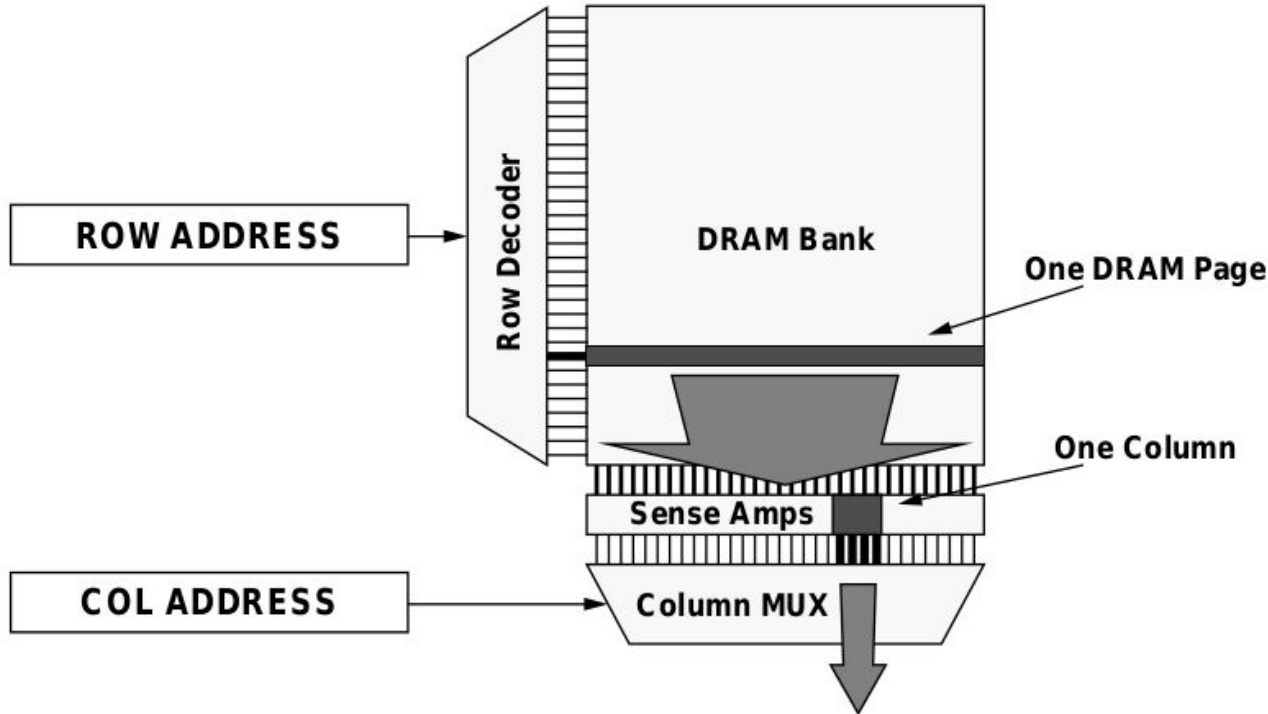 ROW ADDRESS
Row Decoder
DRAM Bank
One DRAM Page
One Column
Sense Amps
COL ADDRESS
Column MUX